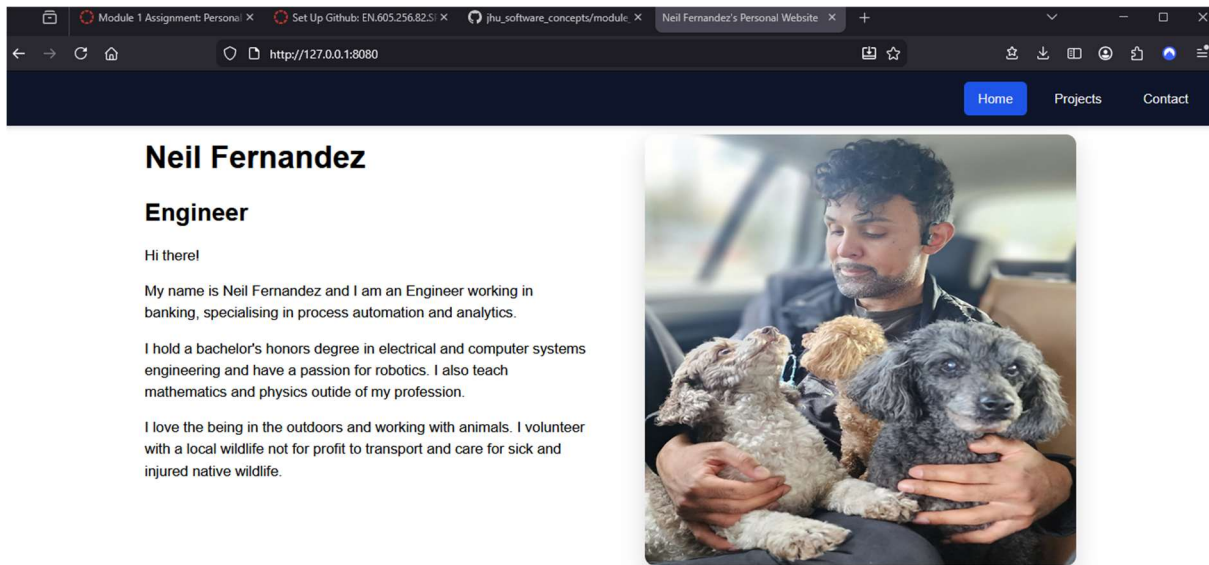 Module 1 Assignment: Personal
Set Up Github: EN.605.256.82.S
jhu_software_concepts/module_
Neil Fernandez's Personal Website
http://127.0.0.1:8080
Home Projects Contact
Neil Fernandez
Engineer
Hi there!
My name is Neil Fernandez and I am an Engineer working in
banking, specialising in process automation and analytics.
I hold a bachelor's honors degree in electrical and computer systems
engineering and have a passion for robotics. I also teach
mathematics and physics outide of my profession.
I love the being in the outdoors and working with animals. I volunteer
with a local wildlife not for profit to transport and care for sick and
injured native wildlife.